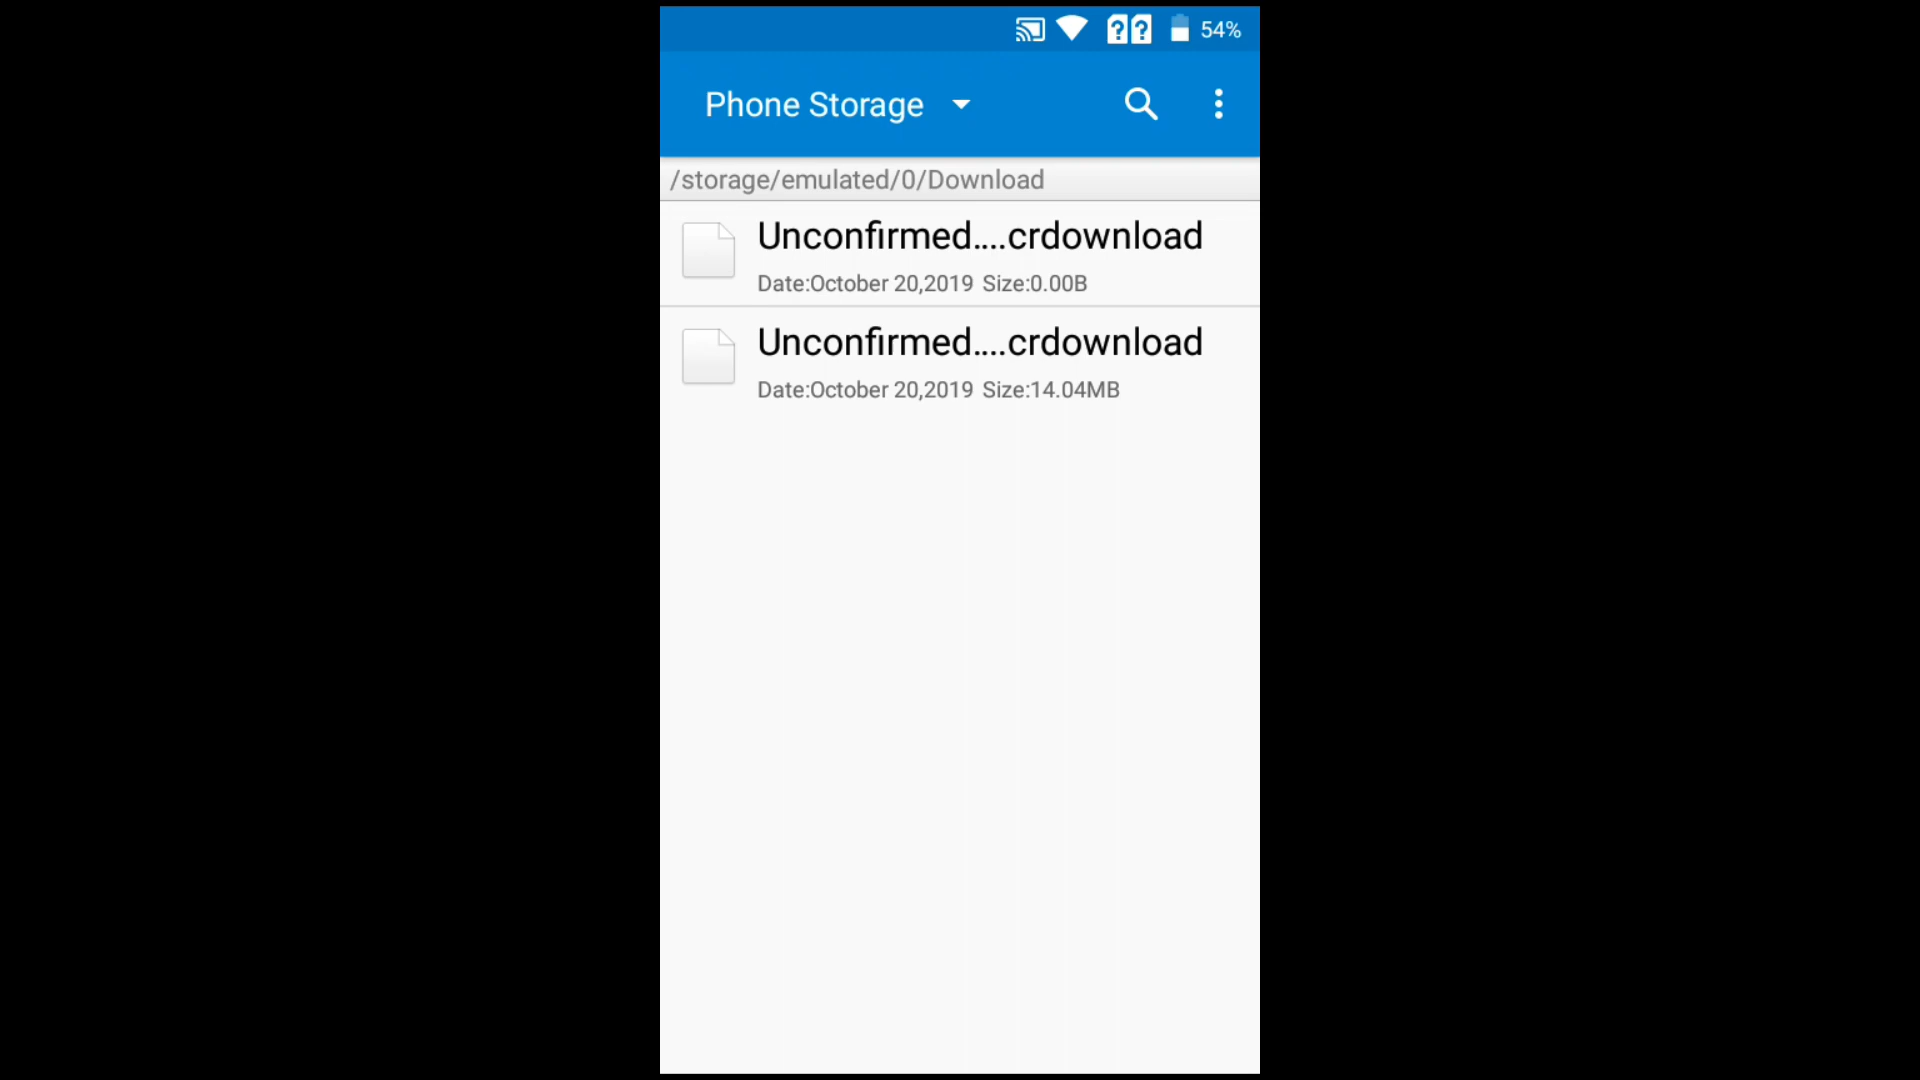 54%
Phone Storage
/storage/emulated/0/Download
Unconfirmed....crdownload
Date:October 20,2019 Size:0.00B
Unconfirmed....crdownload
Date:October 20,2019 Size:14.04MB